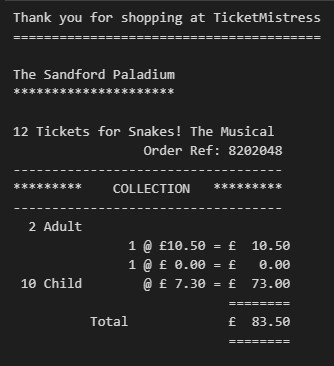 Thank you for shopping at TicketMistress
========================================
The Sandford Paladium
*********************
12 Tickets for Snakes! The Musical
                 Order Ref: 8202048
-----------------------------------
*********    COLLECTION   *********
-----------------------------------
  2 Adult
               1 @ £10.50 = £  10.50
               1 @ £ 0.00 = £   0.00
 10 Child        @ £ 7.30 = £  73.00
                            ========
          Total             £  83.50
                            ========